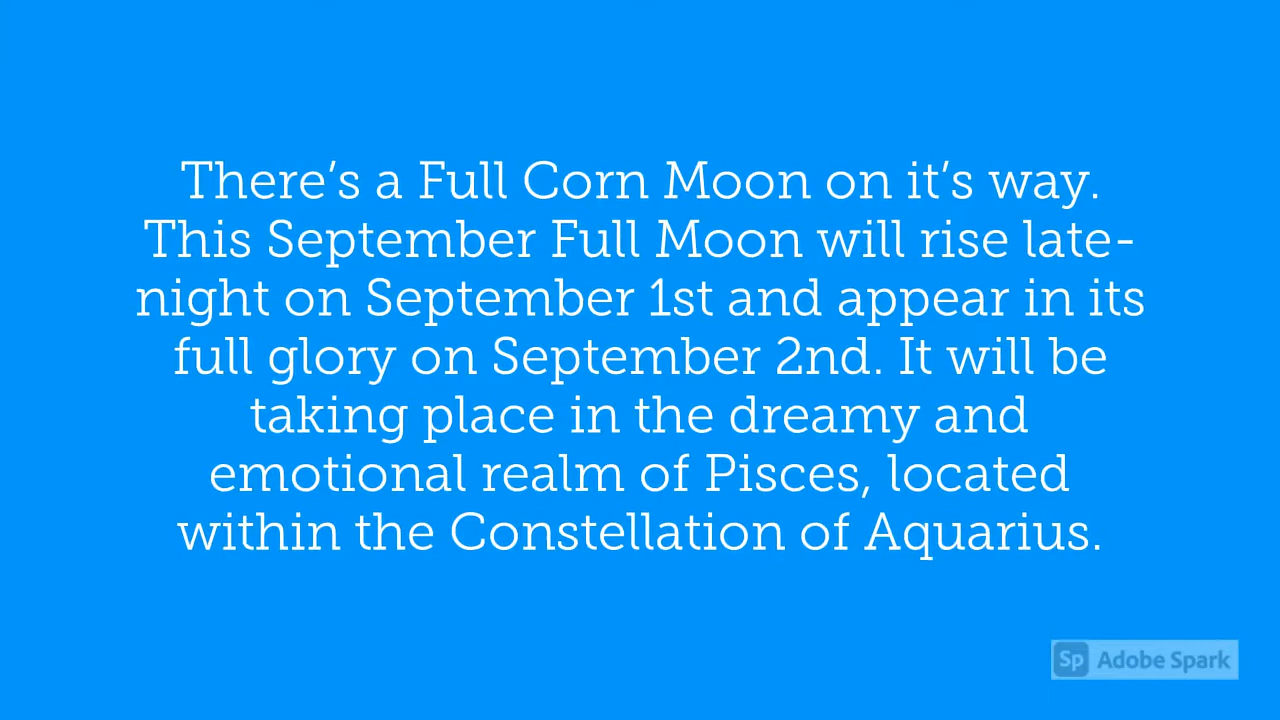 There’s a Full Corn Moon on it’s way.
This September Full Moon will rise late-
night on September 1st and appear in its
full glory on September 2nd. It will be
taking place in the dreamy and
emotional realm of Pisces, located
within the Constellation of Aquarius.
Sp Adobe Spark